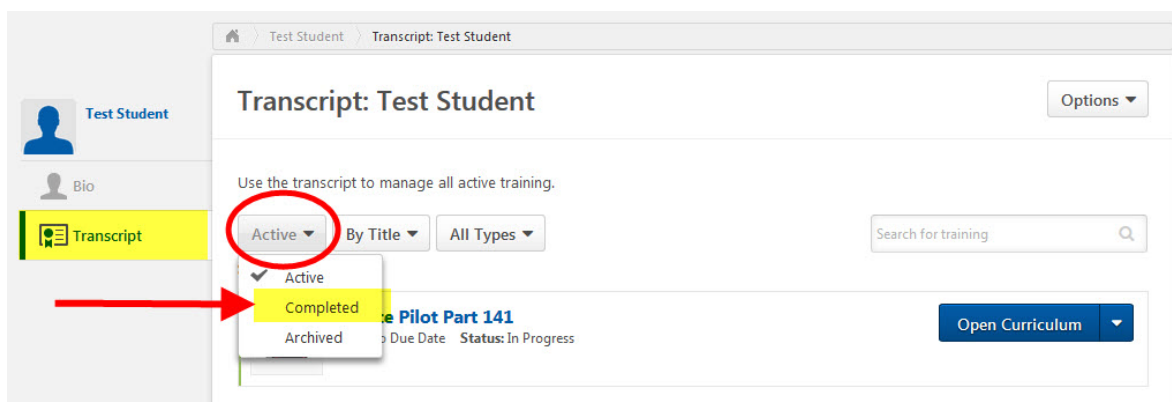 Test Student Transcript: Test Student
Test Student
Bio
Transcript
Transcript: Test Student
Options
Use the transcript to manage all active training.
Active By Title All Types
Search for training
Active
Completed
Archived
Pilot Part 141
Due Date Status: In Progress
Open Curriculum